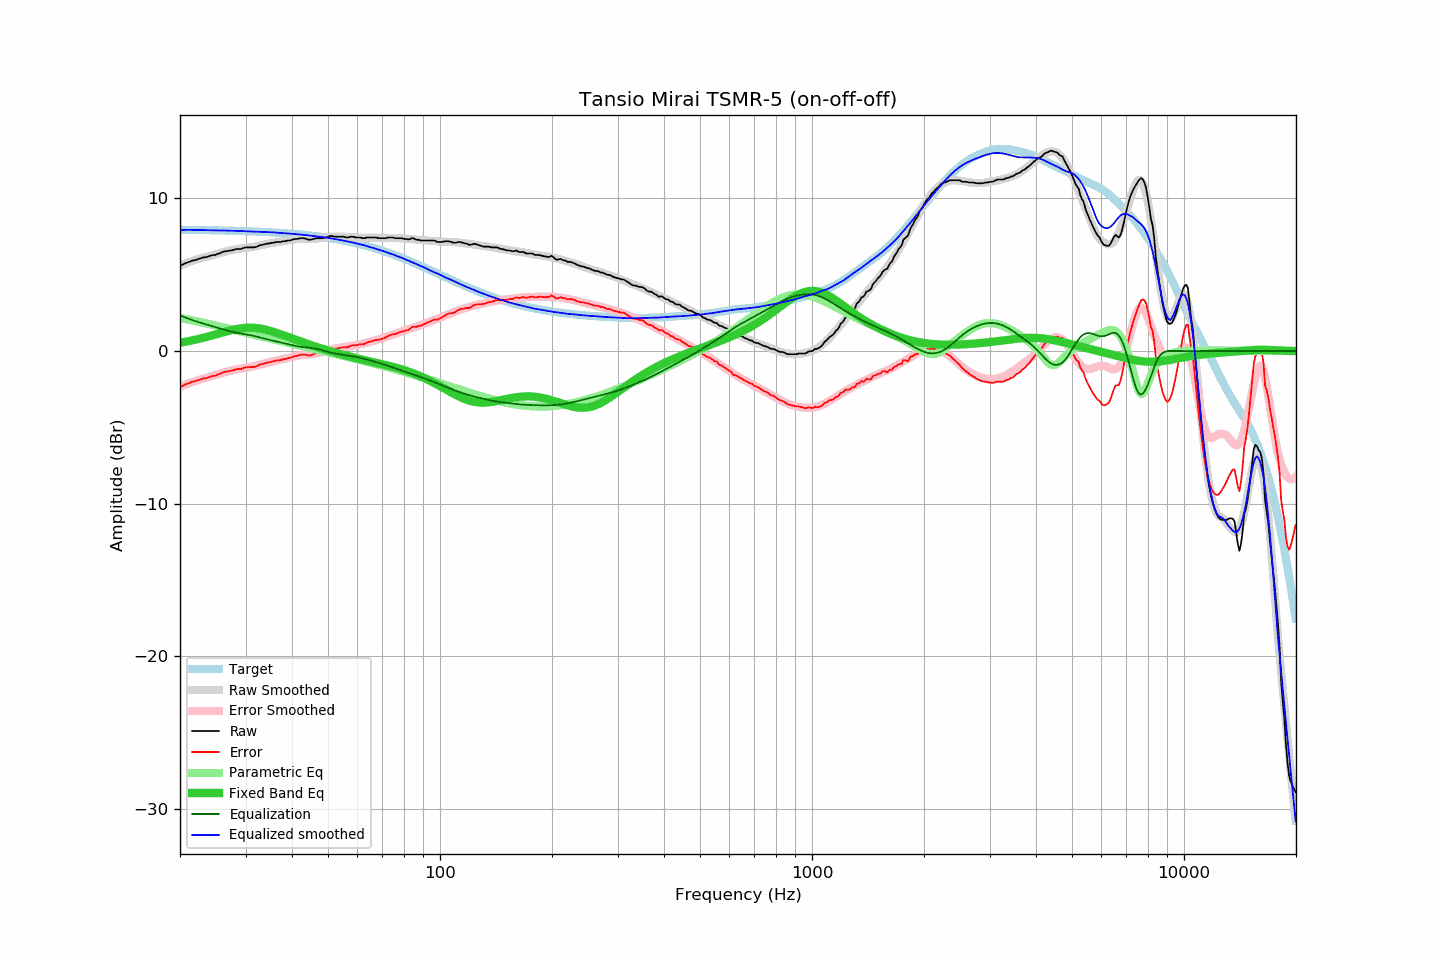 Tansio Mirai TSMR-5 (on-off-off)
Amplitude (dBr)
10
0
−10
−20
−30
Target
Raw Smoothed
Error Smoothed
Raw
Error
Parametric Eq
Fixed Band Eq
Equalization
Equalized smoothed
100
1000
10000
Frequency (Hz)